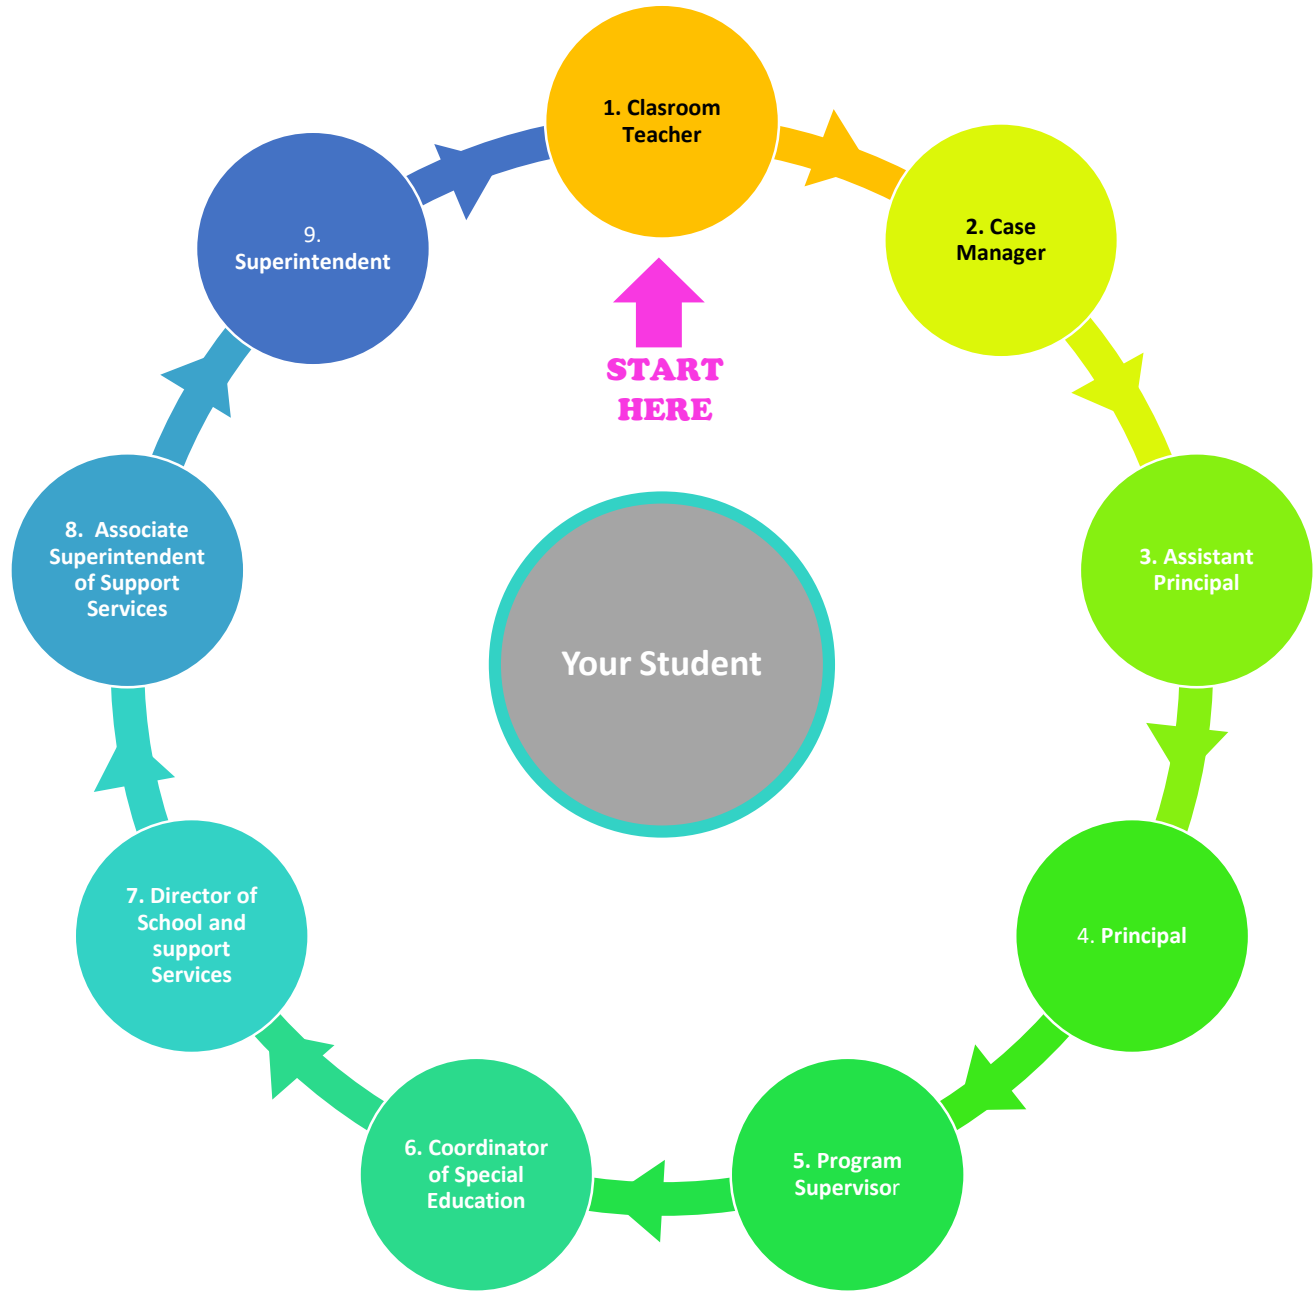 1. Clasroom
Teacher
2. Case
Manager
3. Assistant
Principal
4. Principal
5. Program
Supervisor
6. Coordinator
of Special
Education
7. Director of
School and
support
Services
8. Associate
Superintendent
of Support
Services
9.
Superintendent
START
HERE
Your Student